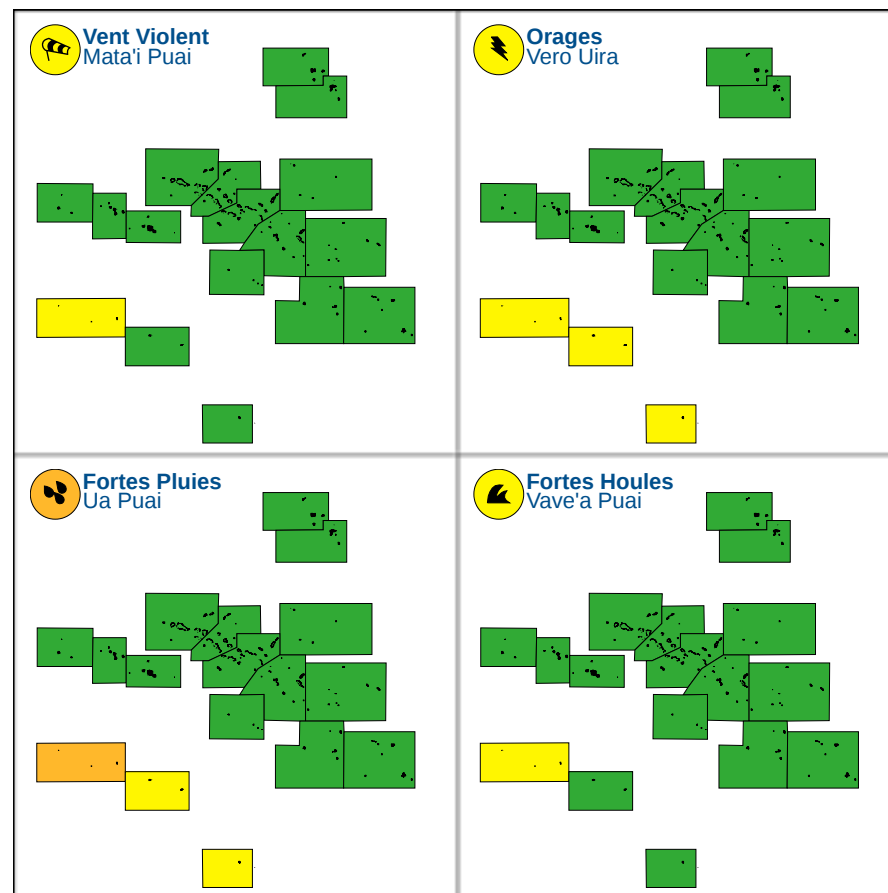 Vent Violent
Mata'i Puai
Orages
Vero Uira
Fortes Pluies
Ua Puai
Fortes Houles
Vave'a Puai